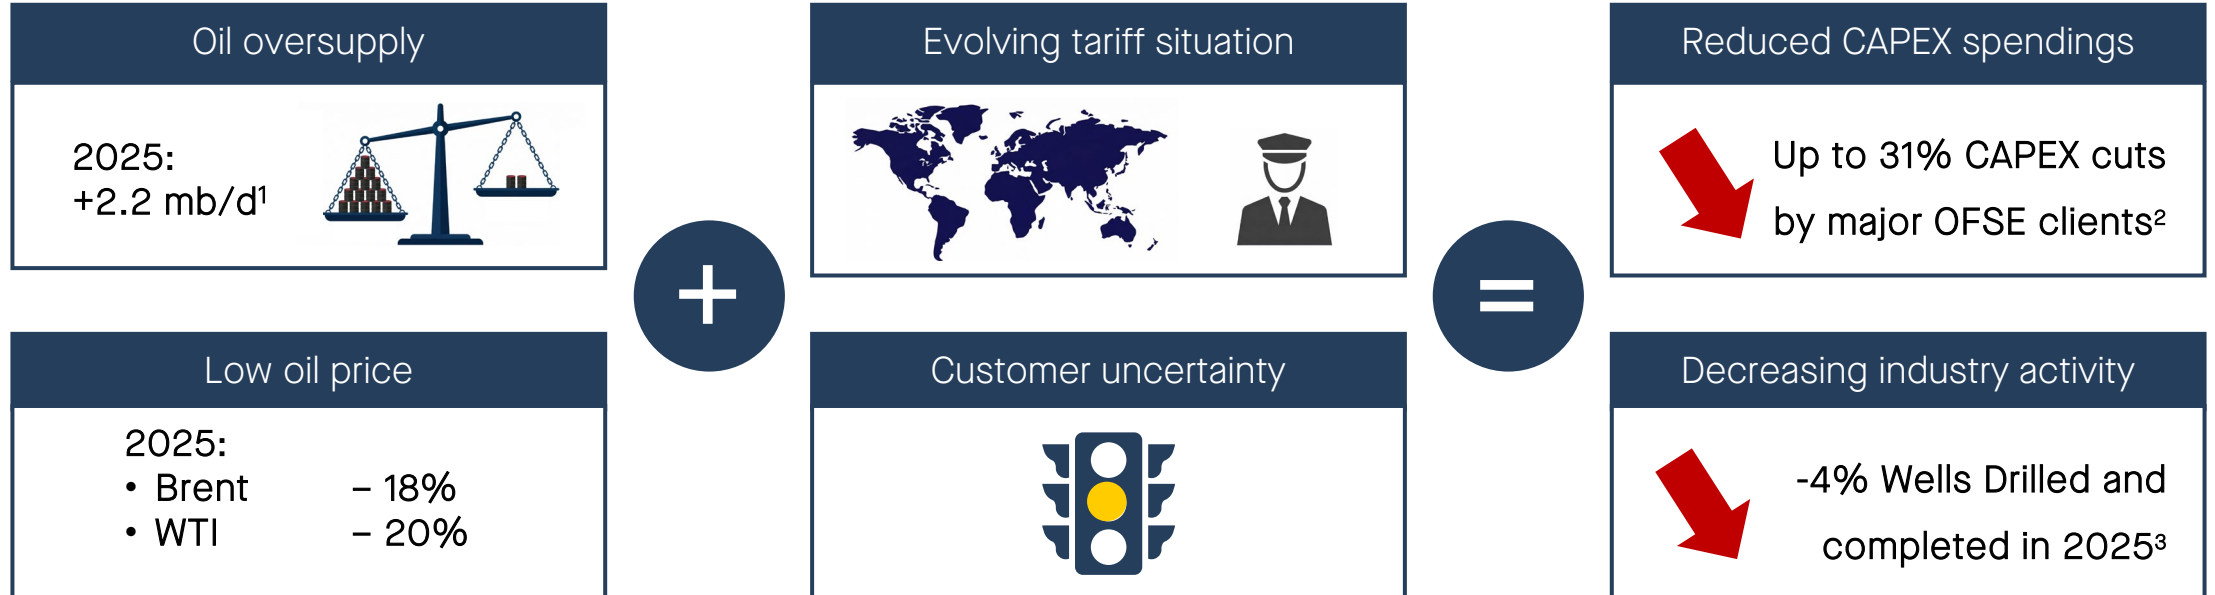 Oil oversupply
2025:
+2.2 mb/d¹
Low oil price
2025:
• Brent – 18%
• WTI – 20%
+
Evolving tariff situation
Customer uncertainty
=
Reduced CAPEX spendings
Up to 31% CAPEX cuts
by major OFSE clients²
Decreasing industry activity
-4% Wells Drilled and
completed in 2025³